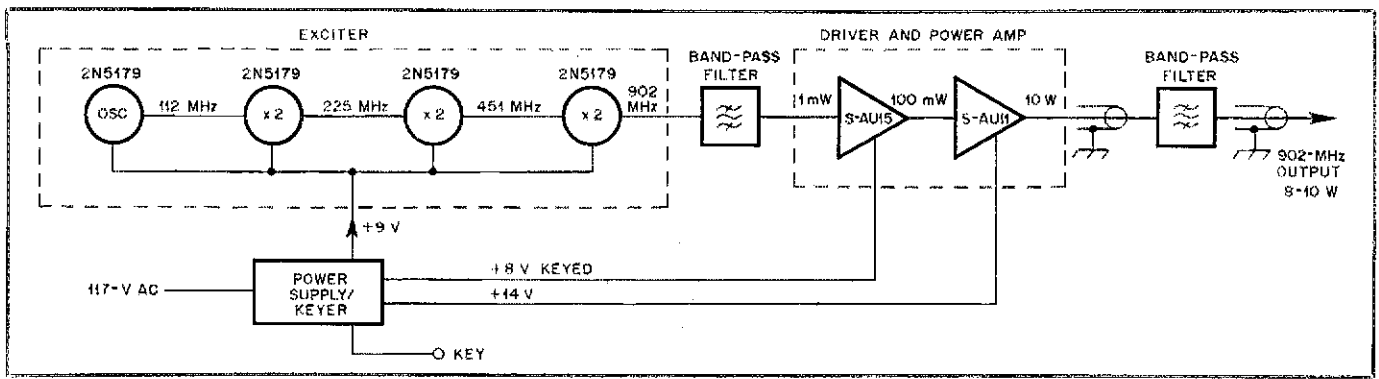 EXCITER
DRIVER AND POWER AMP
2N5179
2N5179
2N5179
2N5179
BAND-PASS
FILTER
BAND-PASS
FILTER
OSC
112 MHz
x 2
225 MHz
x 2
451 MHz
x 2
902
MHz
1 mW
S-AU15
100 mW
S-AU11
10 W
902-MHz
OUTPUT
8-10 W
+9 V
117-V AC
POWER
SUPPLY/
KEYER
+8 V KEYED
+14 V
KEY